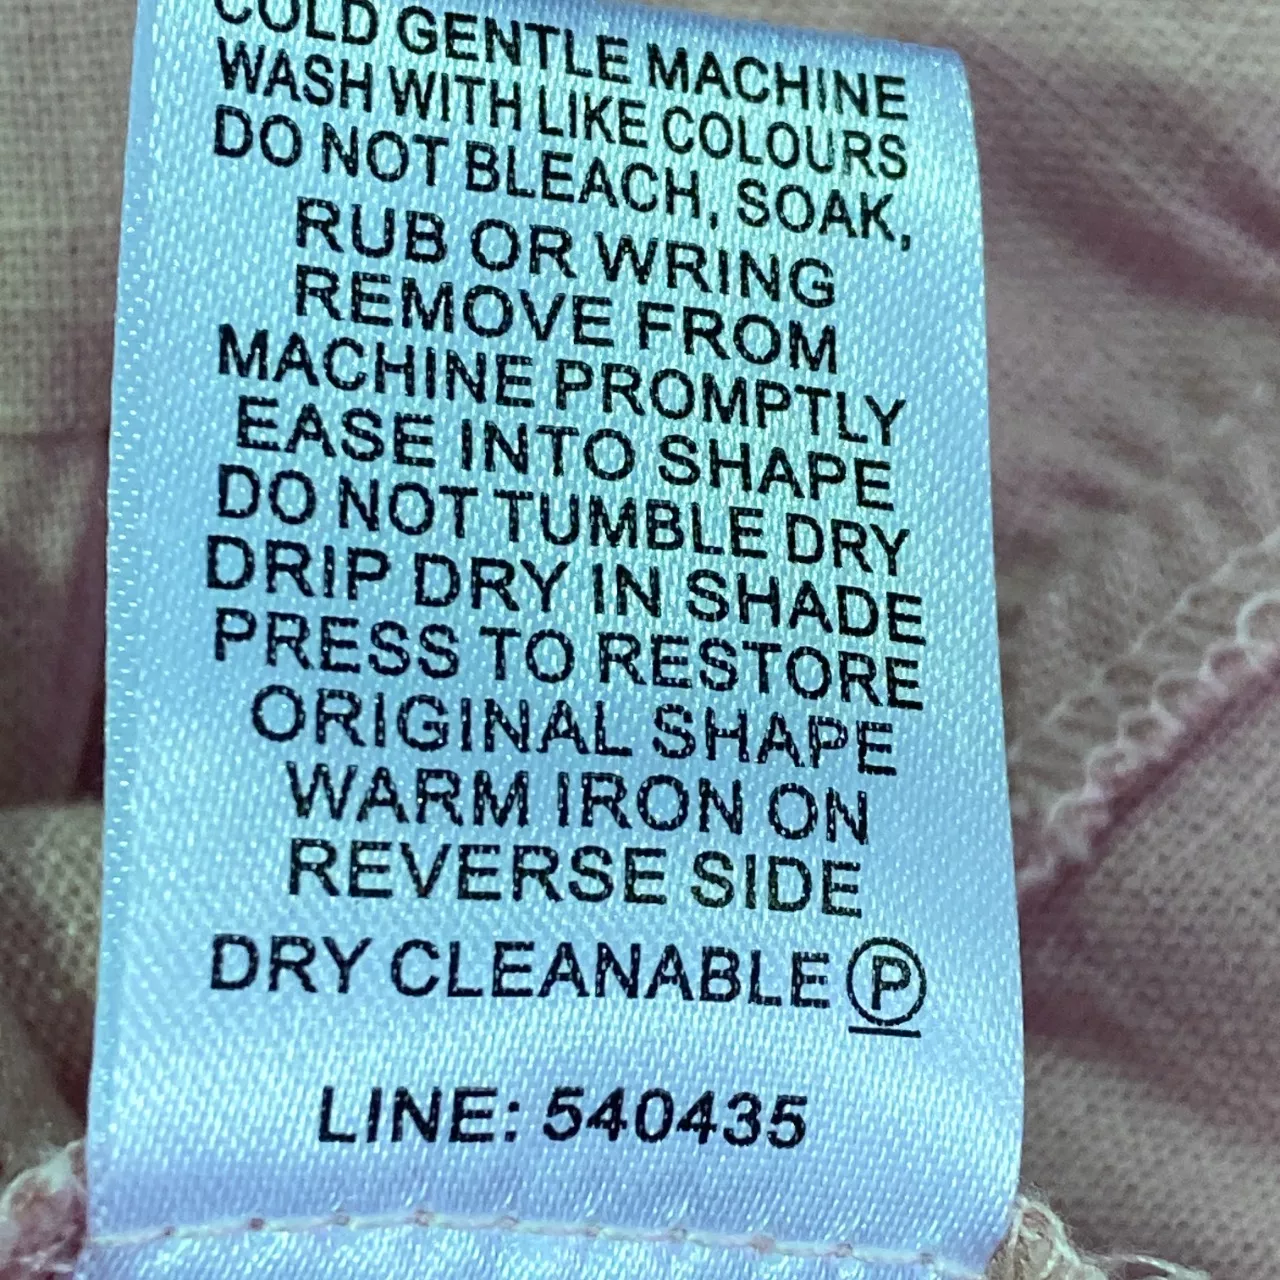 COLD GENTLE MACHINE
WASH WITH LIKE COLOURS
DO NOT BLEACH, SOAK,
RUB OR WRING
REMOVE FROM
MACHINE PROMPTLY
EASE INTO SHAPE
DO NOT TUMBLE DRY
DRIP DRY IN SHADE
PRESS TO RESTORE
ORIGINAL SHAPE
WARM IRON ON
REVERSE SIDE
DRY CLEANABLE Ⓟ
LINE: 540435